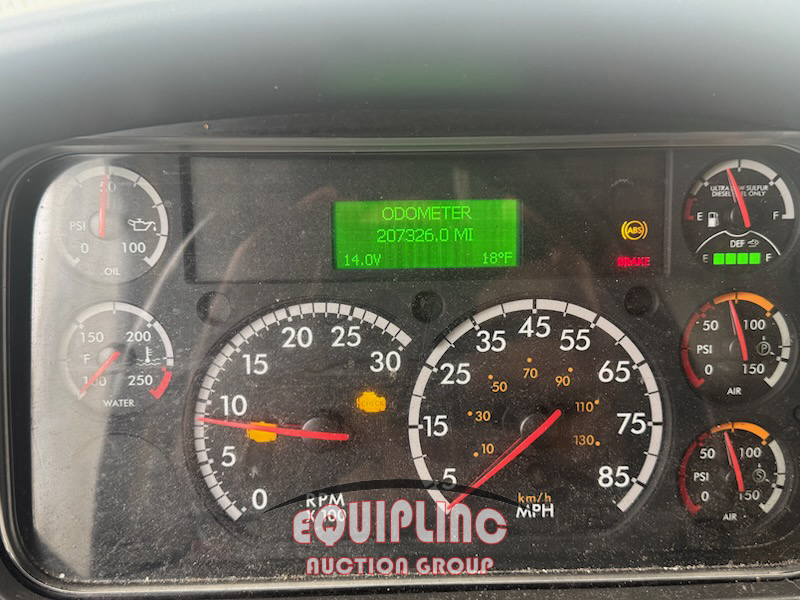 ODOMETER
207326.0 MI
14.0V 18°F
50
PSI
0 100
OIL
150 200
F
100 250
WATER
0 5 10 15 20 25 30
RPM
X 100
CHECK
5 15 25 35 45 55 65 75 85
10 30 50 70 90 110 130
km/h
MPH
ABS
BRAKE
ULTRA LOW SULFUR
DIESEL FUEL ONLY
E F
DEF
E F
50 100
PSI P
0 150
AIR
50 100
PSI S
0 150
AIR
EQUIPLINC
AUCTION GROUP